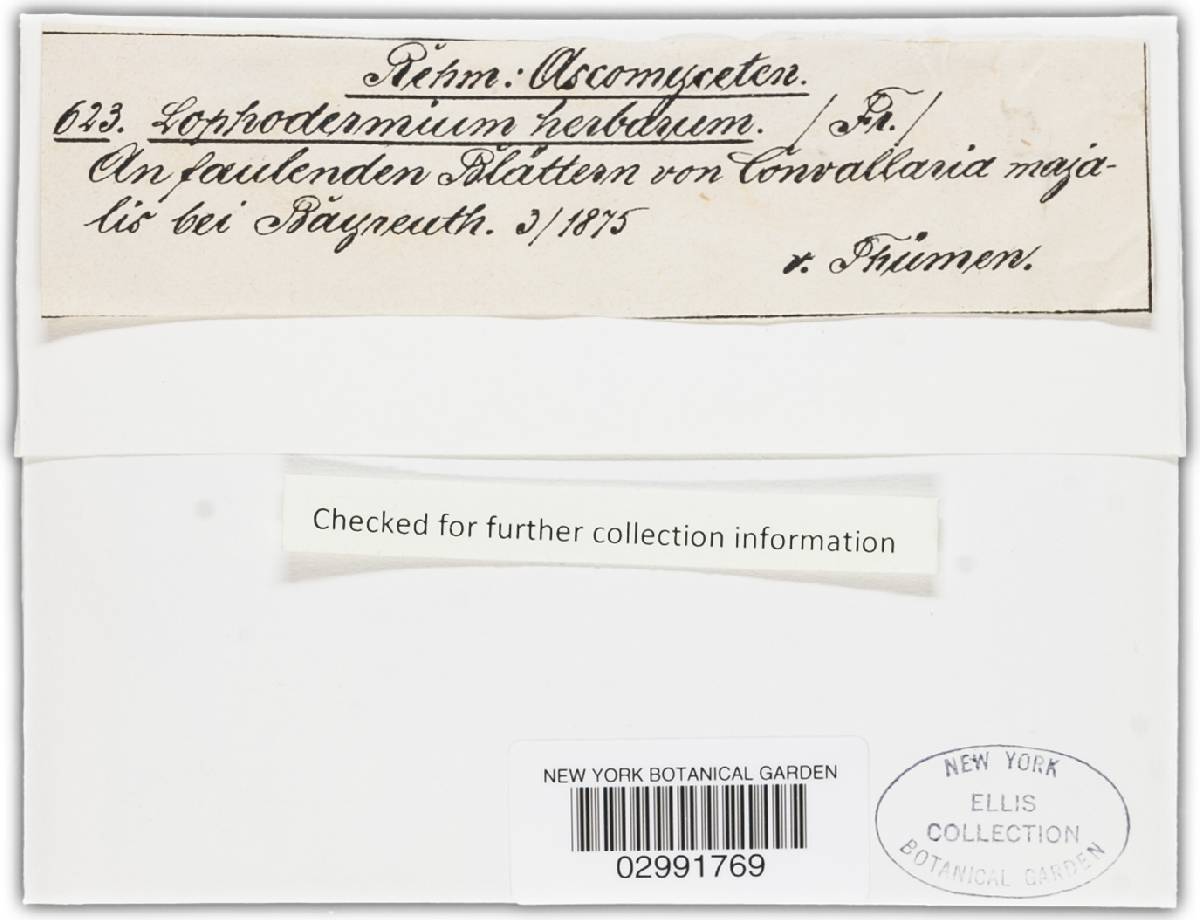 Rehm: Ascomyceten.
623. Lophodermium herbarum. /Fr./
An faulenden Blättern von Convallaria maja-
lis bei Bayreuth. 3/1875
v. Thümen.
Checked for further collection information
NEW YORK BOTANICAL GARDEN
02991769
NEW YORK
ELLIS
COLLECTION
BOTANICAL GARDEN